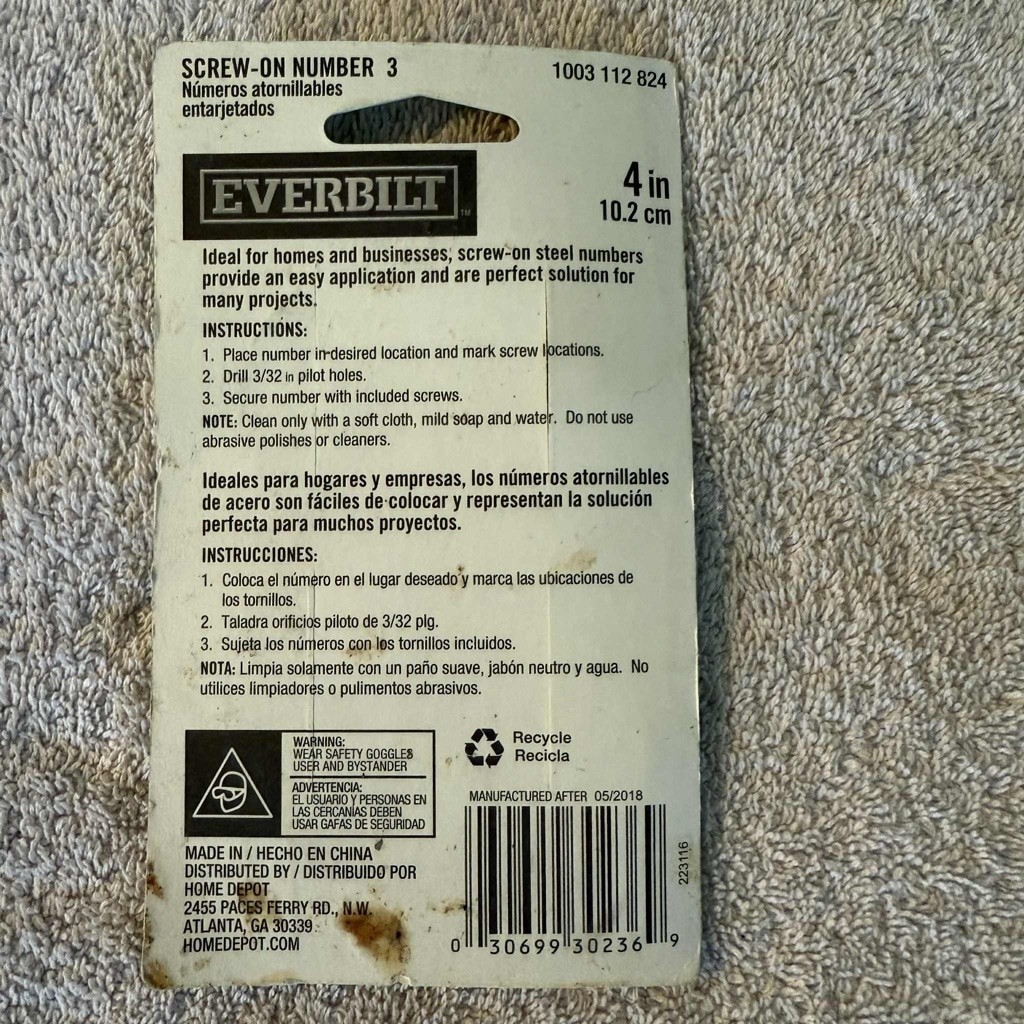 SCREW-ON NUMBER 3
Números atornillables
entarjetados
1003 112 824
EVERBILT TM
4 in
10.2 cm
Ideal for homes and businesses, screw-on steel numbers
provide an easy application and are perfect solution for
many projects.
INSTRUCTIONS:
1. Place number in desired location and mark screw locations.
2. Drill 3/32 in pilot holes.
3. Secure number with included screws.
NOTE: Clean only with a soft cloth, mild soap and water. Do not use
abrasive polishes or cleaners.
Ideales para hogares y empresas, los números atornillables
de acero son fáciles de colocar y representan la solución
perfecta para muchos proyectos.
INSTRUCCIONES:
1. Coloca el número en el lugar deseado y marca las ubicaciones de
los tornillos.
2. Taladra orificios piloto de 3/32 plg.
3. Sujeta los números con los tornillos incluidos.
NOTA: Limpia solamente con un paño suave, jabón neutro y agua. No
utilices limpiadores o pulimentos abrasivos.
WARNING:
WEAR SAFETY GOGGLES
USER AND BYSTANDER
ADVERTENCIA:
EL USUARIO Y PERSONAS EN
LAS CERCANÍAS DEBEN
USAR GAFAS DE SEGURIDAD
Recycle
Recicla
MANUFACTURED AFTER 05/2018
MADE IN / HECHO EN CHINA
DISTRIBUTED BY / DISTRIBUIDO POR
HOME DEPOT
2455 PACES FERRY RD., N.W.
ATLANTA, GA 30339
HOMEDEPOT.COM
0 30699 30236 9
223116